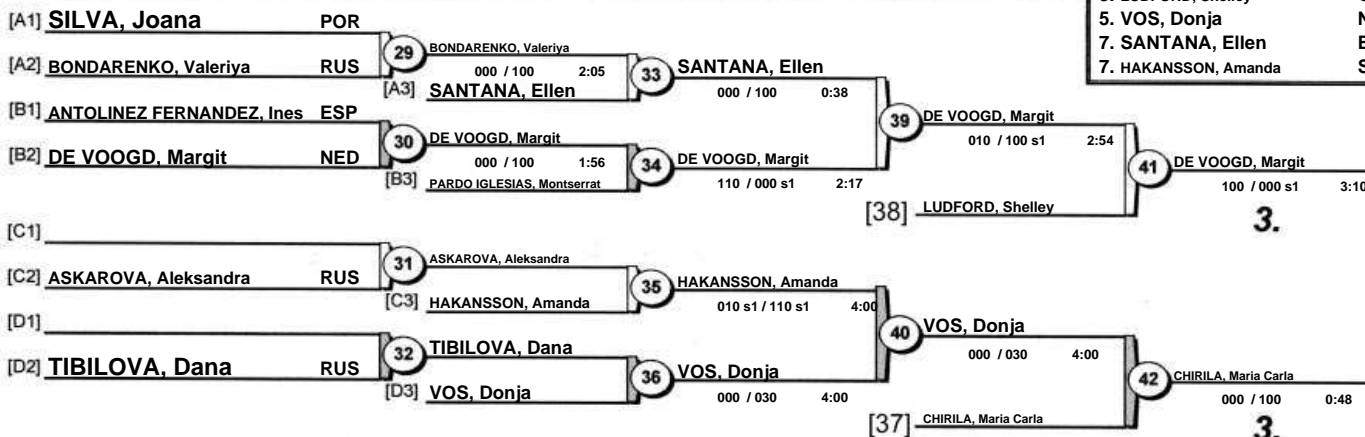 3. LUDFORD, Shelley
5. VOS, Donja
7. SANTANA, Ellen
7. HAKANSSON, Amanda
[A1] SILVA, Joana POR
[A2] BONDARENKO, Valeriya RUS
29 BONDARENKO, Valeriya
000 / 100 2:05
[A3] SANTANA, Ellen
33 SANTANA, Ellen
000 / 100 0:38
[B1] ANTOLINEZ FERNANDEZ, Ines ESP
[B2] DE VOOGD, Margit NED
30 DE VOOGD, Margit
000 / 100 1:56
[B3] PARDO IGLESIAS, Montserrat
34 DE VOOGD, Margit
110 / 000 s1 2:17
39 DE VOOGD, Margit
010 / 100 s1 2:54
[38] LUDFORD, Shelley
41 DE VOOGD, Margit
100 / 000 s1 3:10
3.
[C1]
[C2] ASKAROVA, Aleksandra RUS
31 ASKAROVA, Aleksandra
[C3] HAKANSSON, Amanda
35 HAKANSSON, Amanda
010 s1 / 110 s1 4:00
[D1]
[D2] TIBILOVA, Dana RUS
32 TIBILOVA, Dana
[D3] VOS, Donja
36 VOS, Donja
000 / 030 4:00
40 VOS, Donja
000 / 030 4:00
[37] CHIRILA, Maria Carla
42 CHIRILA, Maria Carla
000 / 100 0:48
3.